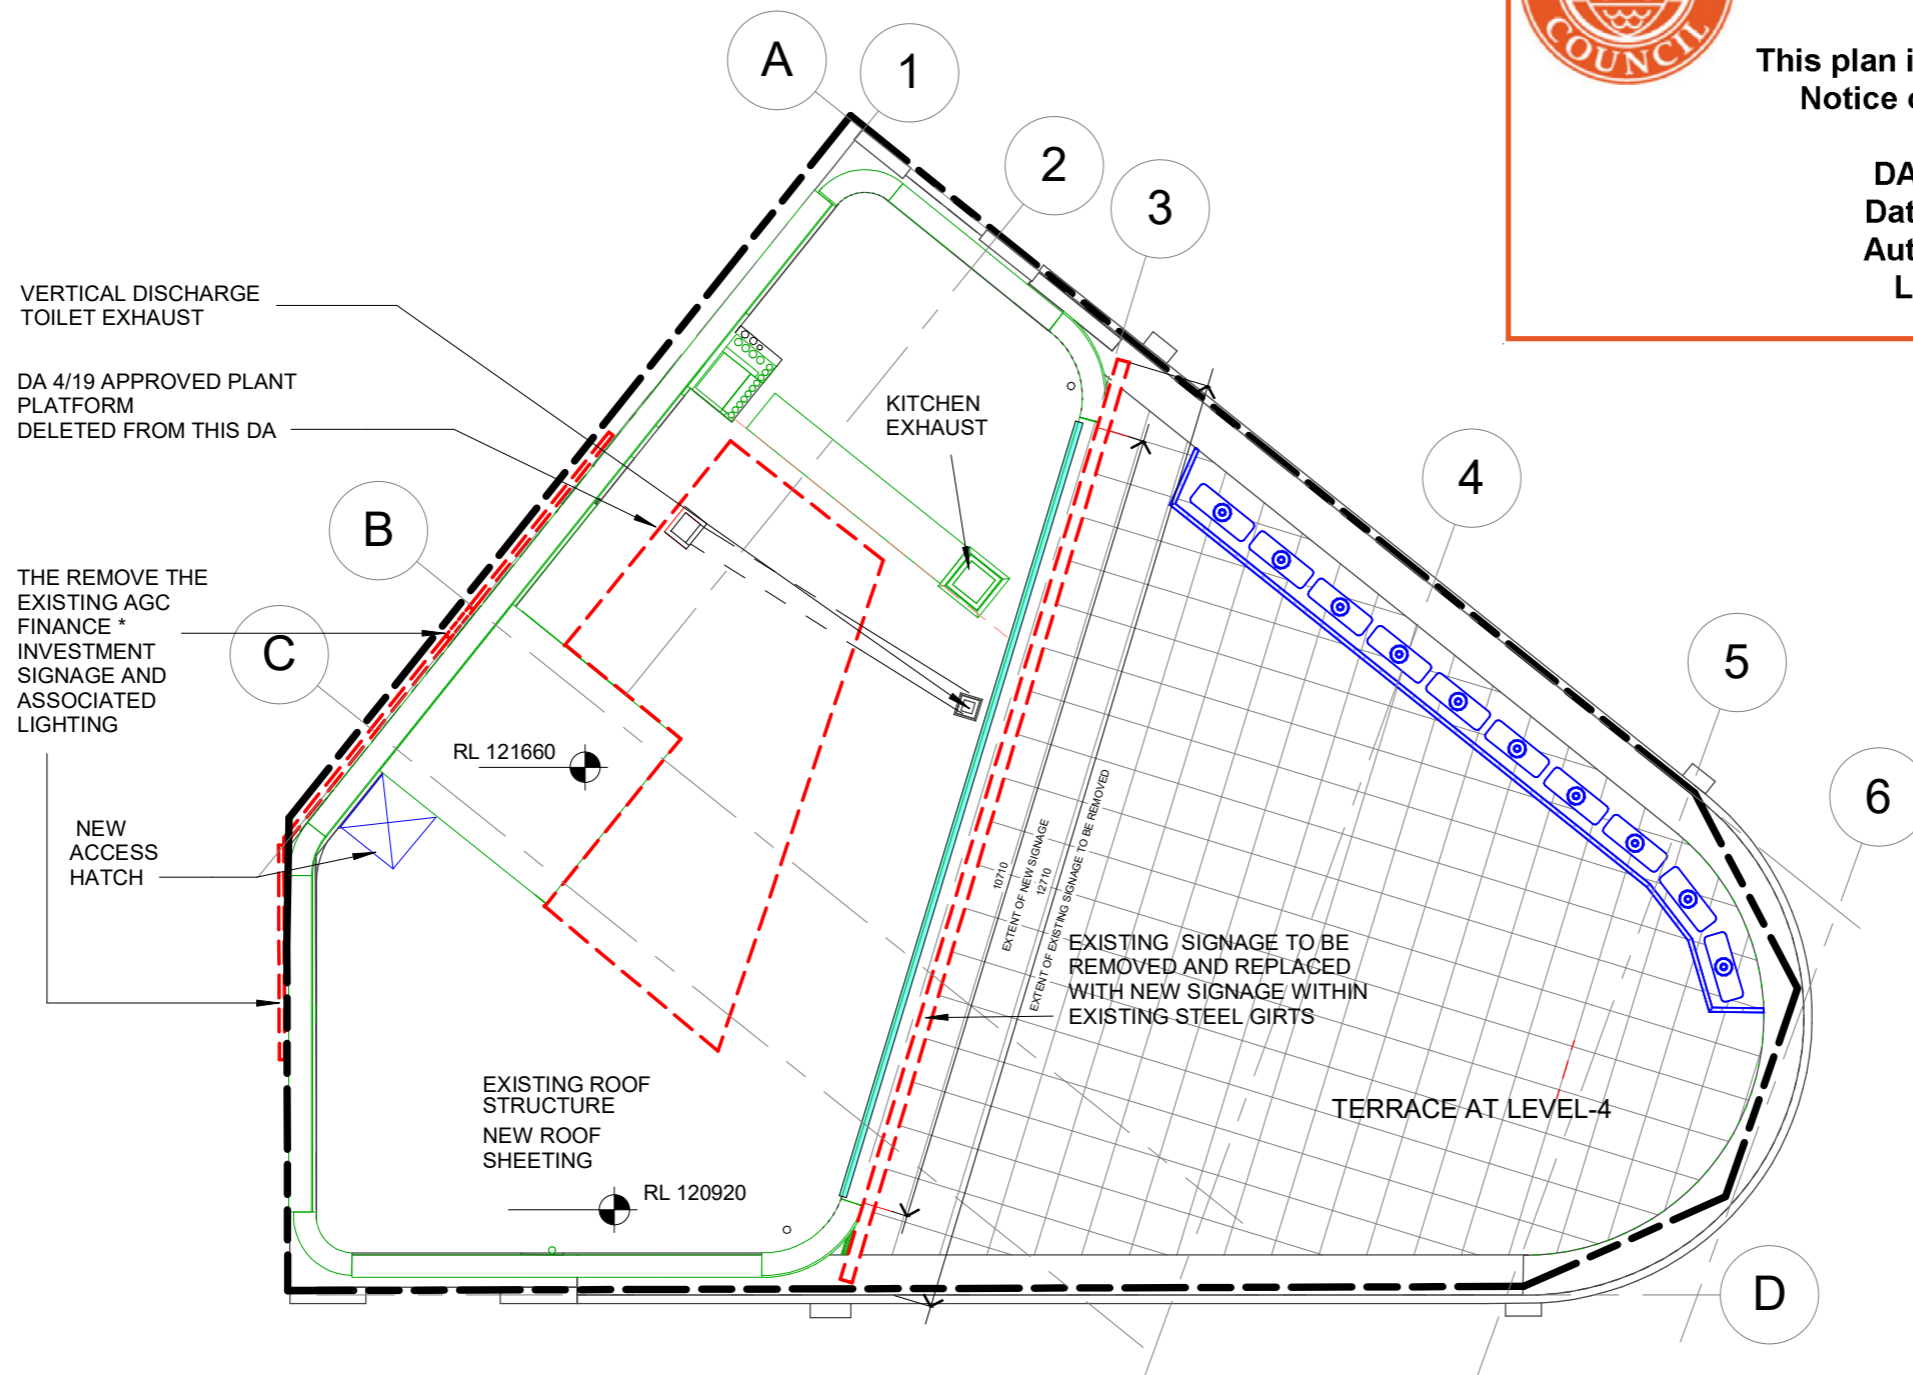 COUNCIL
This plan i
Notice
DA
Dat
Aut
L
A
1
2
3
VERTICAL DISCHARGE
TOILET EXHAUST
DA 4/19 APPROVED PLANT
PLATFORM
DELETED FROM THIS DA
KITCHEN
EXHAUST
4
B
THE REMOVE THE
EXISTING AGC
FINANCE *
INVESTMENT
SIGNAGE AND
ASSOCIATED
LIGHTING
C
5
RL 121660
6
NEW
ACCESS
HATCH
10710
EXTENT OF NEW SIGNAGE
12710
EXTENT OF EXISTING SIGNAGE TO BE REMOVED
EXISTING SIGNAGE TO BE
REMOVED AND REPLACED
WITH NEW SIGNAGE WITHIN
EXISTING STEEL GIRTS
EXISTING ROOF
STRUCTURE
NEW ROOF
SHEETING
TERRACE AT LEVEL-4
RL 120920
D